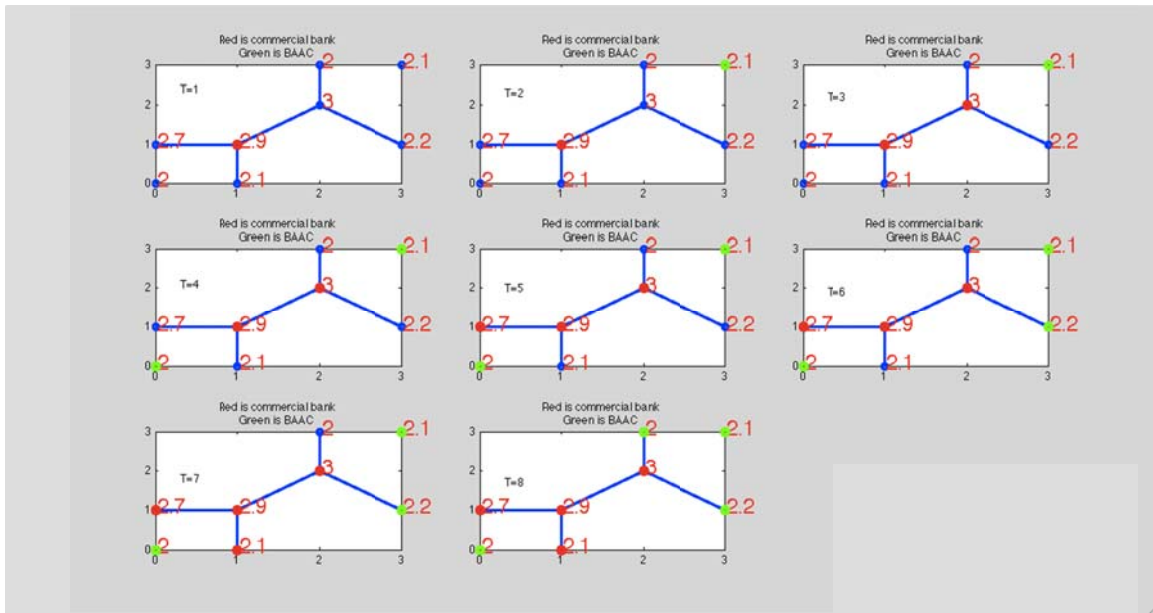 Red is commercial bank
Green is BAAC
3 2 2.1
T=1
2 3
1 2.7 2.9 2.2
0 2 2.1
0 1 2 3
Red is commercial bank
Green is BAAC
3 2 2.1
T=2
2 3
1 2.7 2.9 2.2
0 2 2.1
0 1 2 3
Red is commercial bank
Green is BAAC
3 2 2.1
T=3
2 3
1 2.7 2.9 2.2
0 2 2.1
0 1 2 3
Red is commercial bank
Green is BAAC
3 2 2.1
T=4
2 3
1 2.7 2.9 2.2
0 2 2.1
0 1 2 3
Red is commercial bank
Green is BAAC
3 2 2.1
T=5
2 3
1 2.7 2.9 2.2
0 2 2.1
0 1 2 3
Red is commercial bank
Green is BAAC
3 2 2.1
T=6
2 3
1 2.7 2.9 2.2
0 2 2.1
0 1 2 3
Red is commercial bank
Green is BAAC
3 2 2.1
2 3
T=7
1 2.7 2.9 2.2
0 2 2.1
0 1 2 3
Red is commercial bank
Green is BAAC
3 2 2.1
2 3
T=8
1 2.7 2.9 2.2
0 2 2.1
0 1 2 3